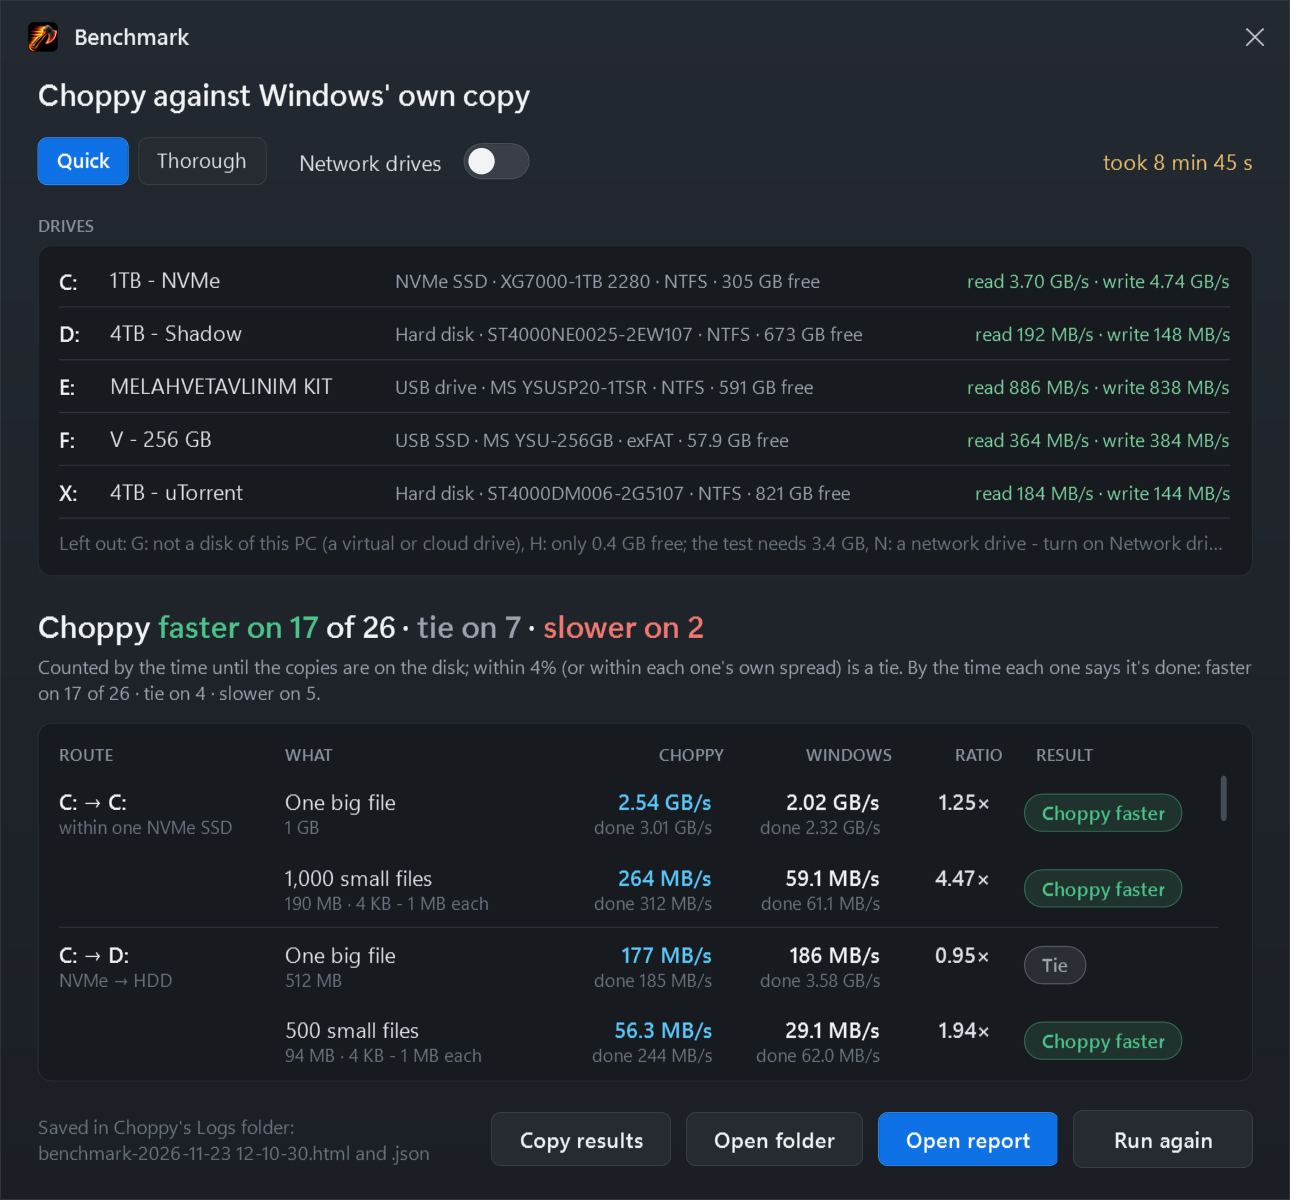 Benchmark
Choppy against Windows' own copy
Quick
Thorough
Network drives
took 8 min 45 s
DRIVES
C: 1TB - NVMe NVMe SSD · XG7000-1TB 2280 · NTFS · 305 GB free read 3.70 GB/s · write 4.74 GB/s
D: 4TB - Shadow Hard disk · ST4000NE0025-2EW107 · NTFS · 673 GB free read 192 MB/s · write 148 MB/s
E: MELAHVETAVLINIM KIT USB drive · MS YSUSP20-1TSR · NTFS · 591 GB free read 886 MB/s · write 838 MB/s
F: V - 256 GB USB SSD · MS YSU-256GB · exFAT · 57.9 GB free read 364 MB/s · write 384 MB/s
X: 4TB - uTorrent Hard disk · ST4000DM006-2G5107 · NTFS · 821 GB free read 184 MB/s · write 144 MB/s
Left out: G: not a disk of this PC (a virtual or cloud drive), H: only 0.4 GB free; the test needs 3.4 GB, N: a network drive - turn on Network dri...
Choppy faster on 17 of 26 · tie on 7 · slower on 2
Counted by the time until the copies are on the disk; within 4% (or within each one's own spread) is a tie. By the time each one says it's done: faster
on 17 of 26 · tie on 4 · slower on 5.
ROUTE WHAT CHOPPY WINDOWS RATIO RESULT
C: → C: One big file 2.54 GB/s 2.02 GB/s 1.25× Choppy faster
within one NVMe SSD 1 GB done 3.01 GB/s done 2.32 GB/s
1,000 small files 264 MB/s 59.1 MB/s 4.47× Choppy faster
190 MB · 4 KB - 1 MB each done 312 MB/s done 61.1 MB/s
C: → D: One big file 177 MB/s 186 MB/s 0.95× Tie
NVMe → HDD 512 MB done 185 MB/s done 3.58 GB/s
500 small files 56.3 MB/s 29.1 MB/s 1.94× Choppy faster
94 MB · 4 KB - 1 MB each done 244 MB/s done 62.0 MB/s
Saved in Choppy's Logs folder:
benchmark-2026-11-23 12-10-30.html and .json
Copy results
Open folder
Open report
Run again